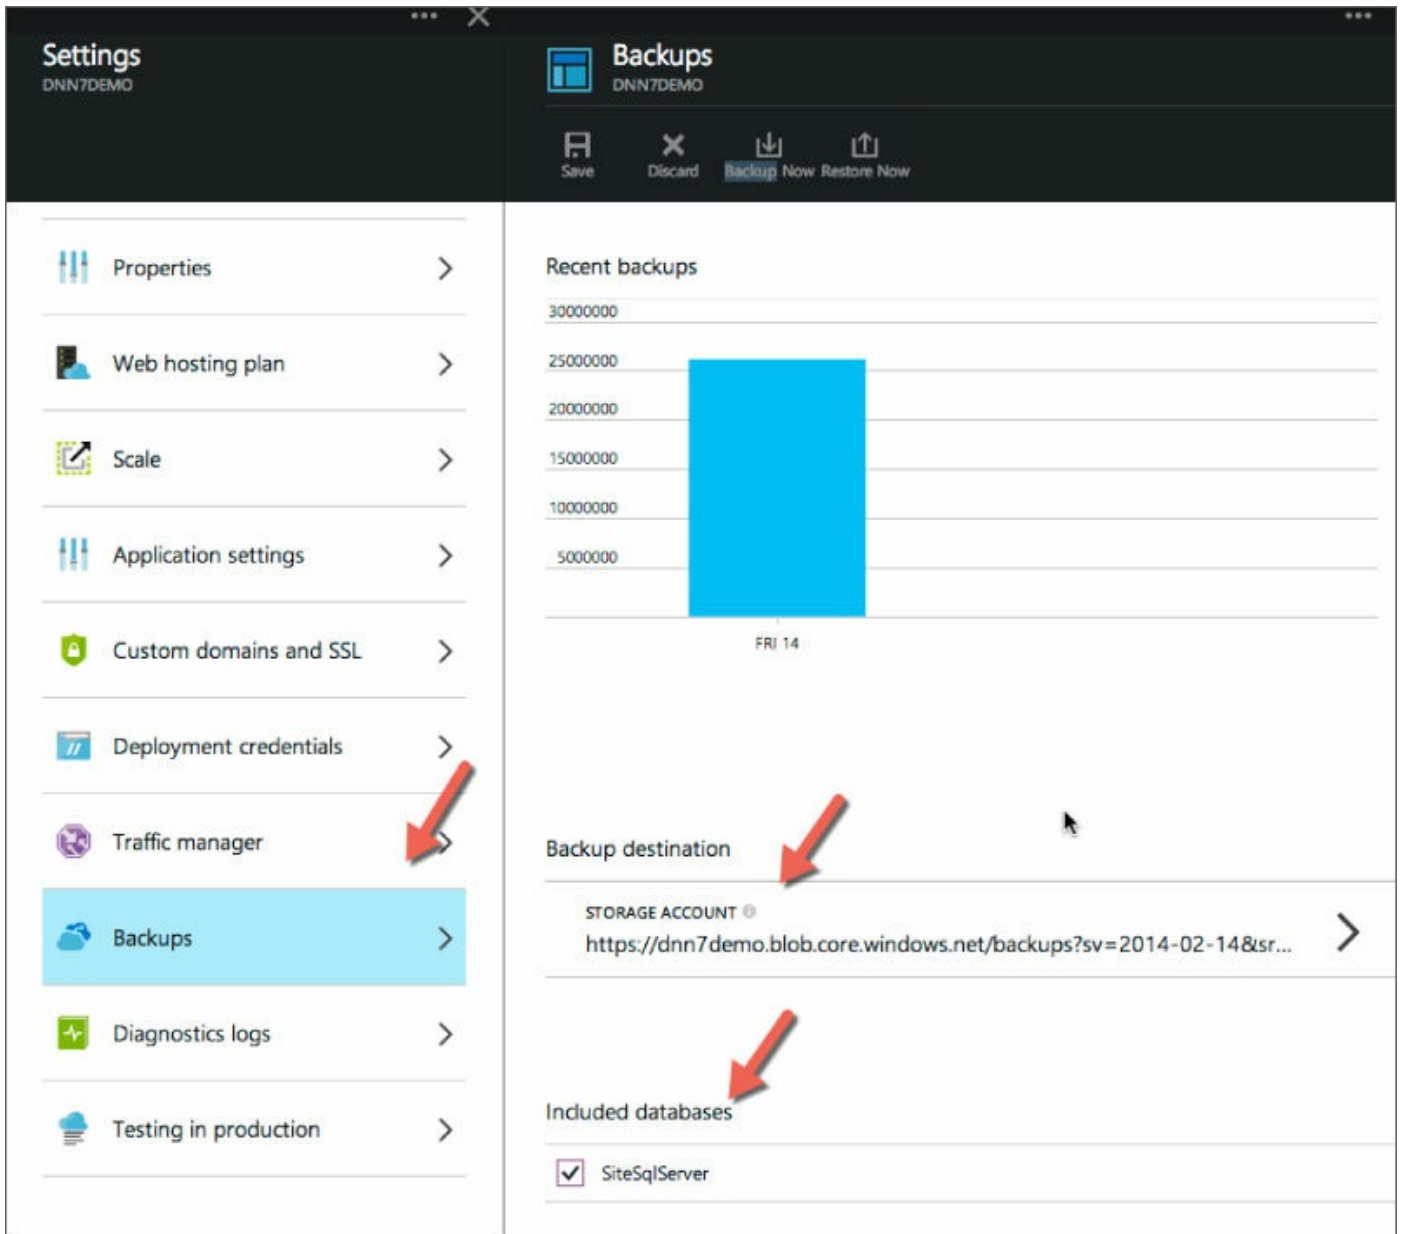 Settings
DNN7DEMO
Properties
Web hosting plan
Scale
Application settings
Custom domains and SSL
Deployment credentials
Traffic manager
Backups
Diagnostics logs
Testing in production
Backups
DNN7DEMO
Save Discard Backup Now Restore Now
Recent backups
30000000
25000000
20000000
15000000
10000000
5000000
FRI 14
Backup destination
STORAGE ACCOUNT
https://dnn7demo.blob.core.windows.net/backups?sv=2014-02-14&sr...
Included databases
SiteSqlServer